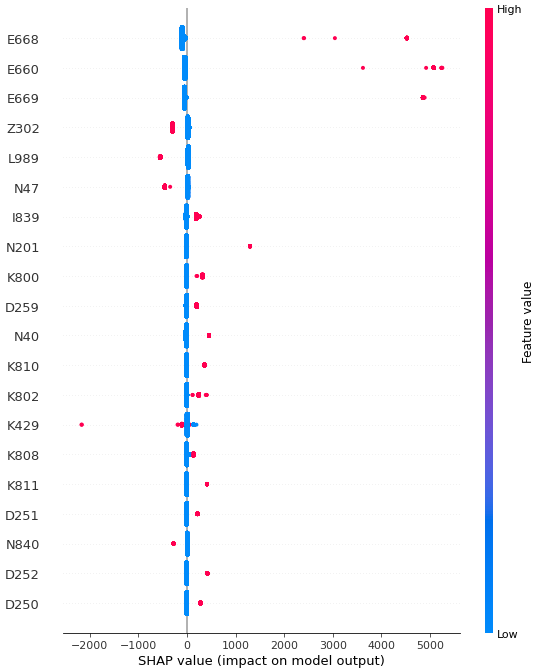 High
E668
E660
E669
Z302
L989
N47
I839
N201
K800
D259
N40
K810
K802
K429
K808
K811
D251
N840
D252
D250
Feature value
Low
−2000 −1000 0 1000 2000 3000 4000 5000
SHAP value (impact on model output)